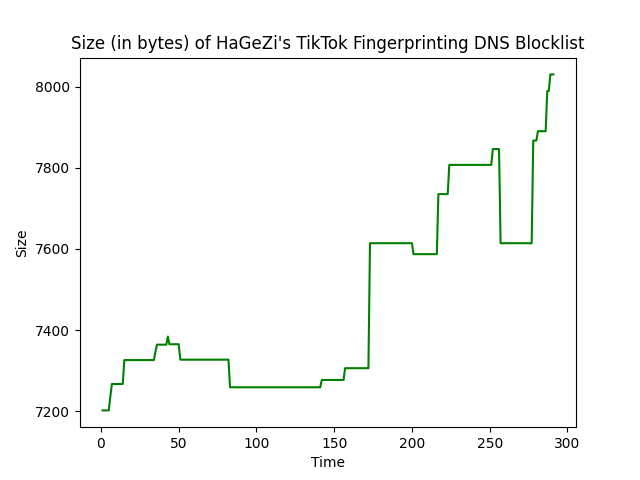 Size (in bytes) of HaGeZi's TikTok Fingerprinting DNS Blocklist
8000
7800
7600
7400
7200
Size
0 50 100 150 200 250 300
Time